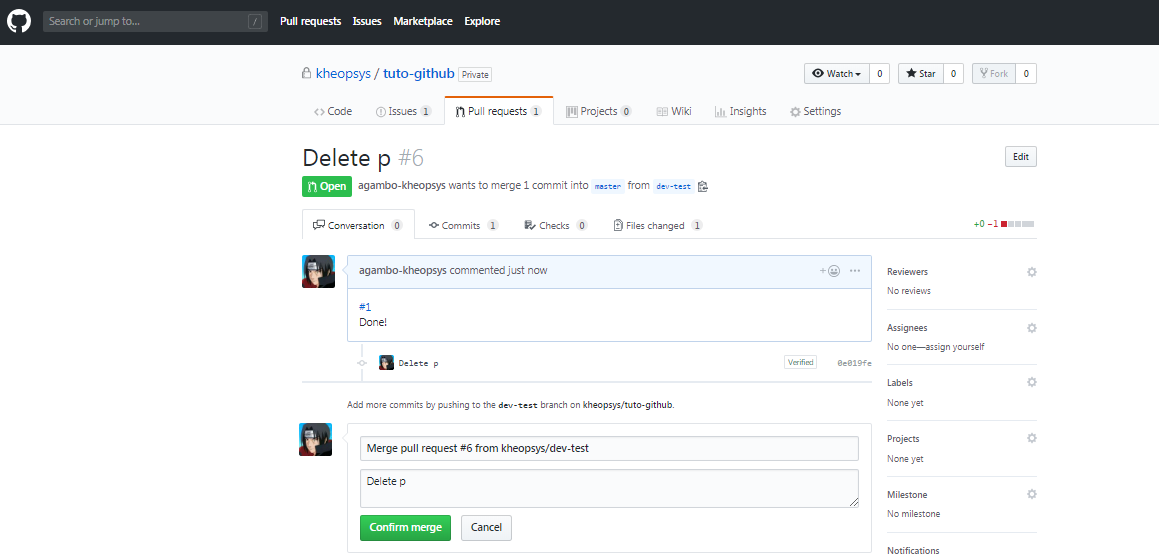 Search or jump to... /
Pull requests Issues Marketplace Explore
kheopsys / tuto-github Private
Watch 0 Star 0 Fork 0
Code Issues 1 Pull requests 1 Projects 0 Wiki Insights Settings
Delete p #6
Edit
Open agambo-kheopsys wants to merge 1 commit into master from dev-test
Conversation 0 Commits 1 Checks 0 Files changed 1 +0 −1
agambo-kheopsys commented just now
#1
Done!
Delete p Verified 0e019fe
Add more commits by pushing to the dev-test branch on kheopsys/tuto-github.
Merge pull request #6 from kheopsys/dev-test
Delete p
Confirm merge Cancel
Reviewers
No reviews
Assignees
No one—assign yourself
Labels
None yet
Projects
None yet
Milestone
No milestone
Notifications